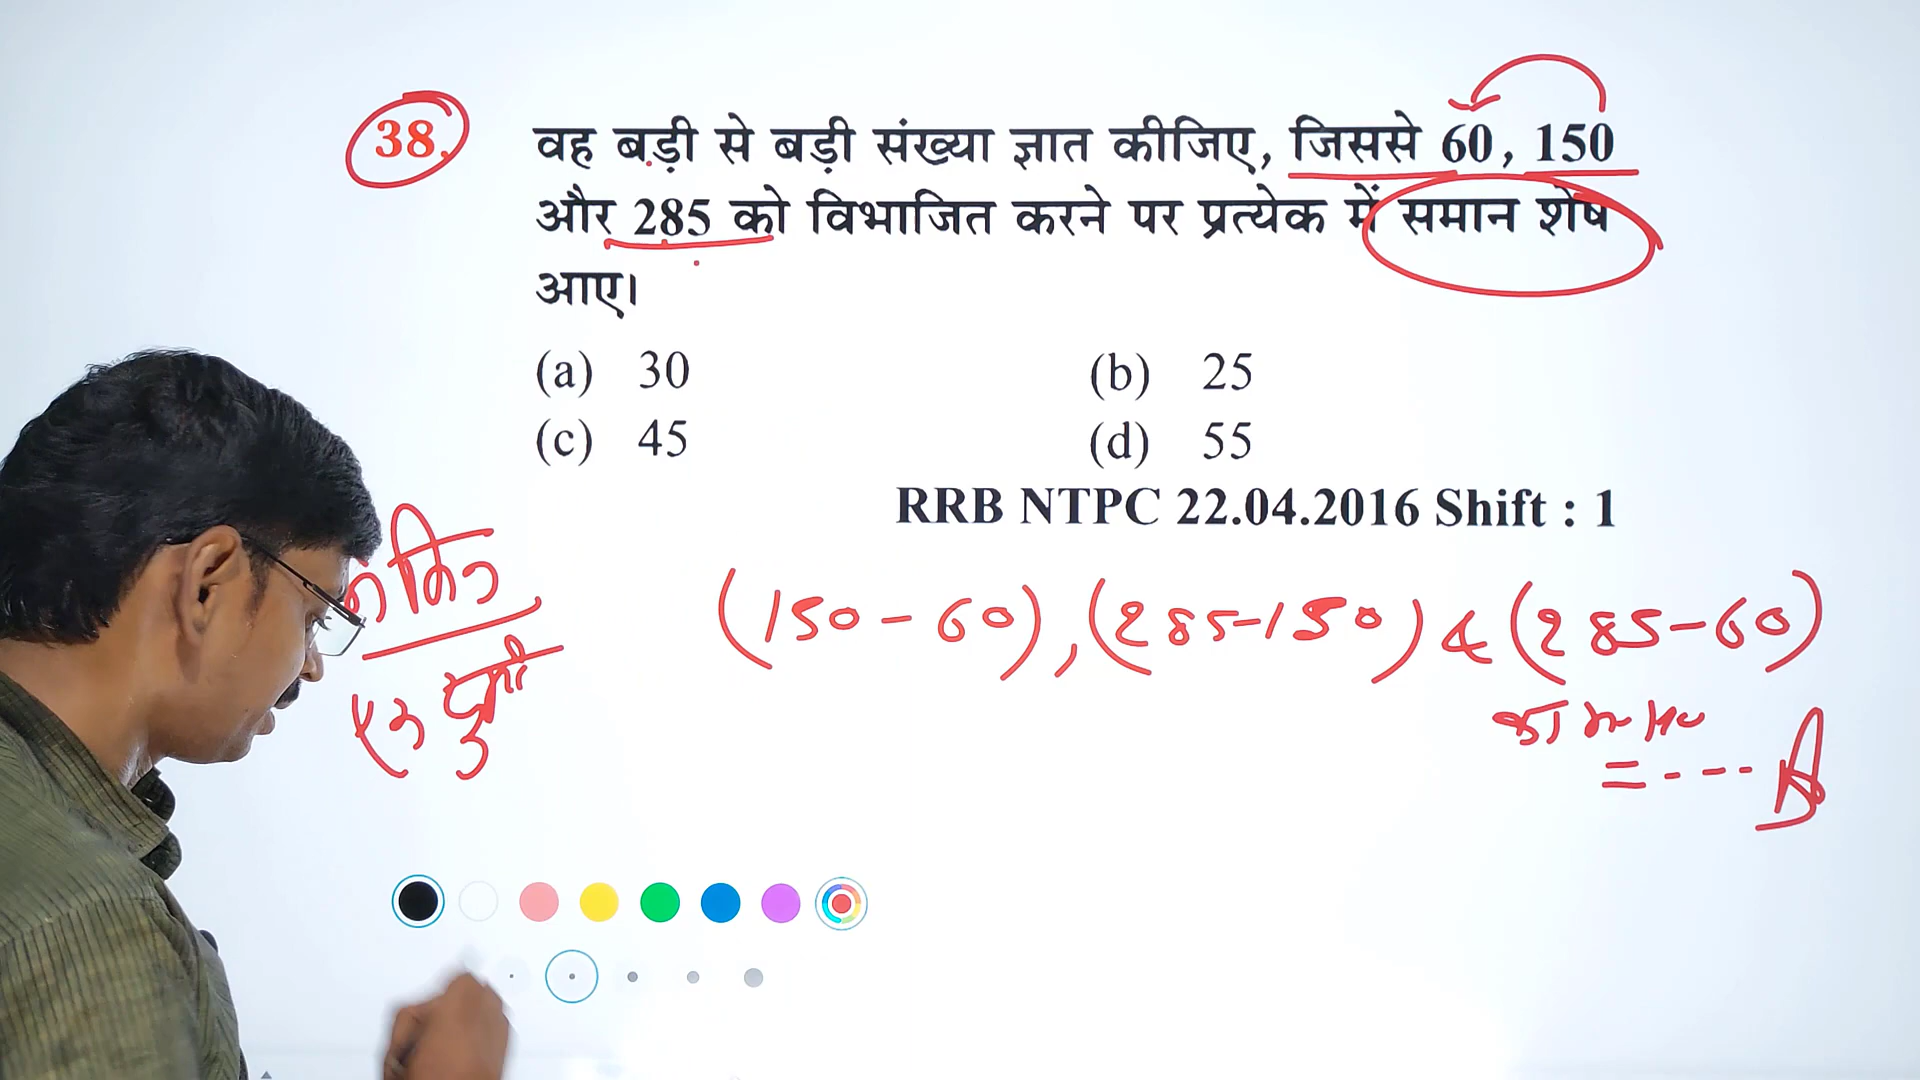 38. वह बड़ी से बड़ी संख्या ज्ञात कीजिए, जिससे 60, 150
और 285 को विभाजित करने पर प्रत्येक में समान शेष
आए।
(a) 30 (b) 25
(c) 45 (d) 55
RRB NTPC 22.04.2016 Shift : 1
(150-60), (285-150) & (285-60)
का म०
= ----